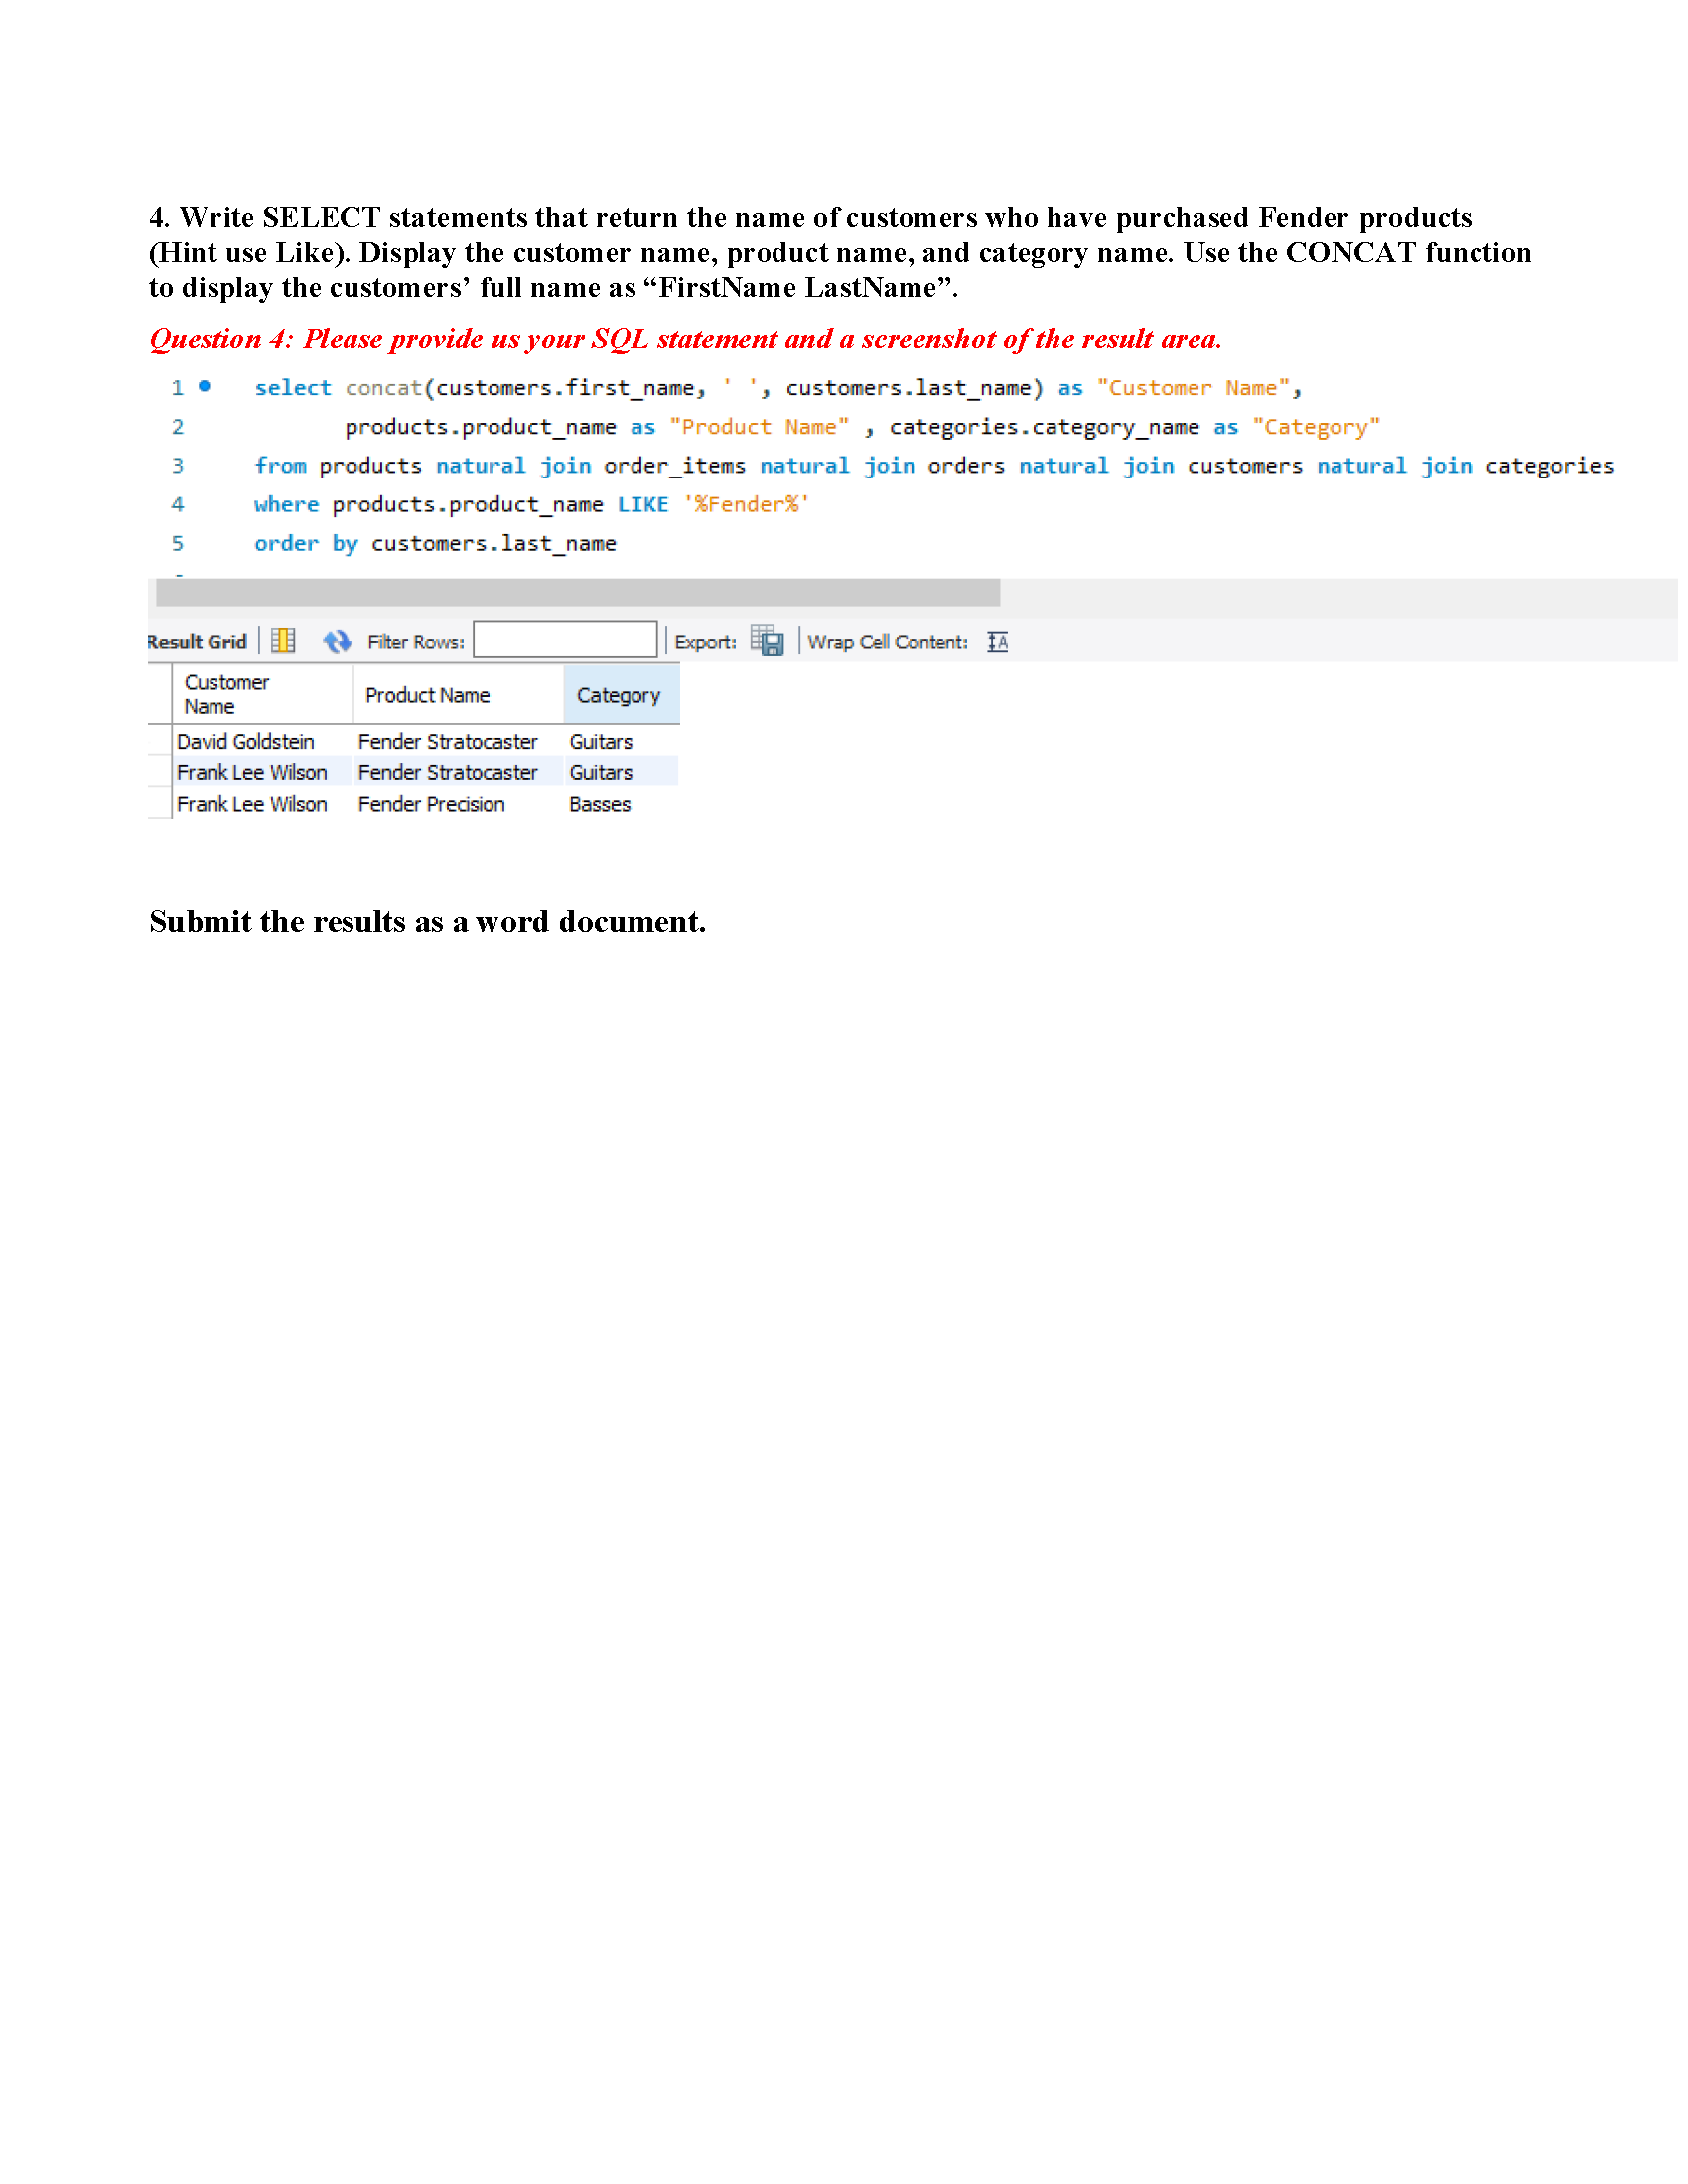 4. Write SELECT statements that return the name of customers who have purchased Fender products
(Hint use Like). Display the customer name, product name, and category name. Use the CONCAT function
to display the customers’ full name as “FirstName LastName”.
Question 4: Please provide us your SQL statement and a screenshot of the result area.
1 select concat(customers.first_name, ' ', customers.last_name) as "Customer Name",
2 products.product_name as "Product Name" , categories.category_name as "Category"
3 from products natural join order_items natural join orders natural join customers natural join categories
4 where products.product_name LIKE '%Fender%'
5 order by customers.last_name
Result Grid Filter Rows: Export: Wrap Cell Content: IA
Customer Name Product Name Category
David Goldstein Fender Stratocaster Guitars
Frank Lee Wilson Fender Stratocaster Guitars
Frank Lee Wilson Fender Precision Basses
Submit the results as a word document.